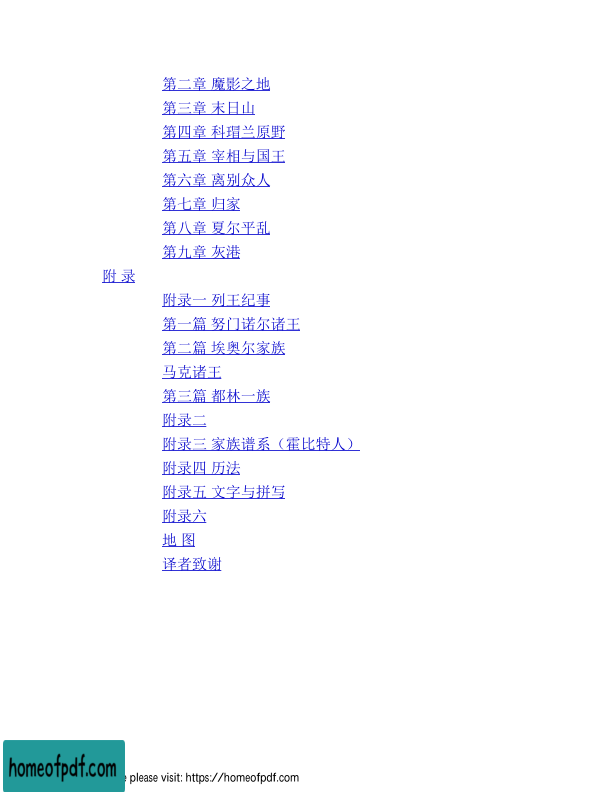 第二章 魔影之地
第三章 末日山
第四章 科瑁兰原野
第五章 宰相与国王
第六章 离别众人
第七章 归家
第八章 夏尔平乱
第九章 灰港
附 录
附录一 列王纪事
第一篇 努门诺尔诸王
第二篇 埃奥尔家族
马克诸王
第三篇 都林一族
附录二
附录三 家族谱系（霍比特人）
附录四 历法
附录五 文字与拼写
附录六
地 图
译者致谢
homeofpdf.com
e please visit: https://homeofpdf.com